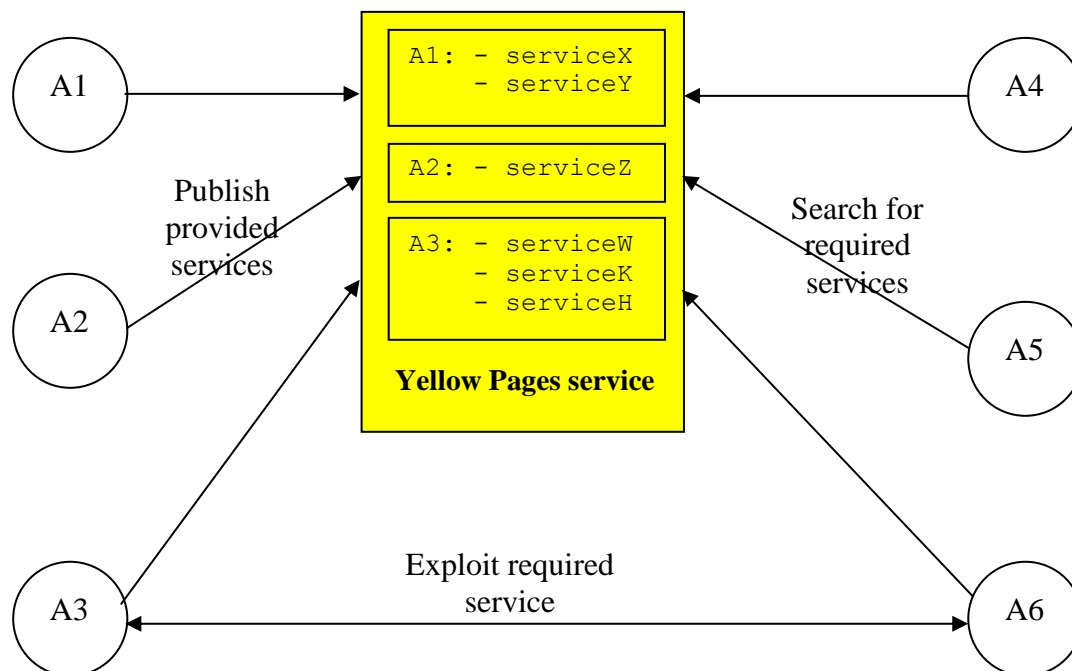 A1
A1: - serviceX
- serviceY
A4
A2: - serviceZ
Publish
provided
services
Search for
required
services
A3: - serviceW
- serviceK
- serviceH
A2
A5
Yellow Pages service
Exploit required
service
A3
A6